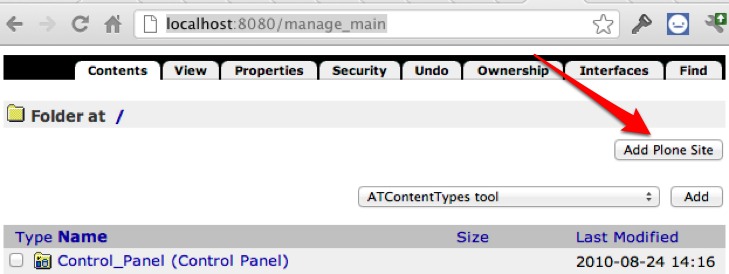 localhost:8080/manage_main
Contents View Properties Security Undo Ownership Interfaces Find
Folder at /
Add Plone Site
ATContentTypes tool Add
Type Name Size Last Modified
Control_Panel (Control Panel) 2010-08-24 14:16